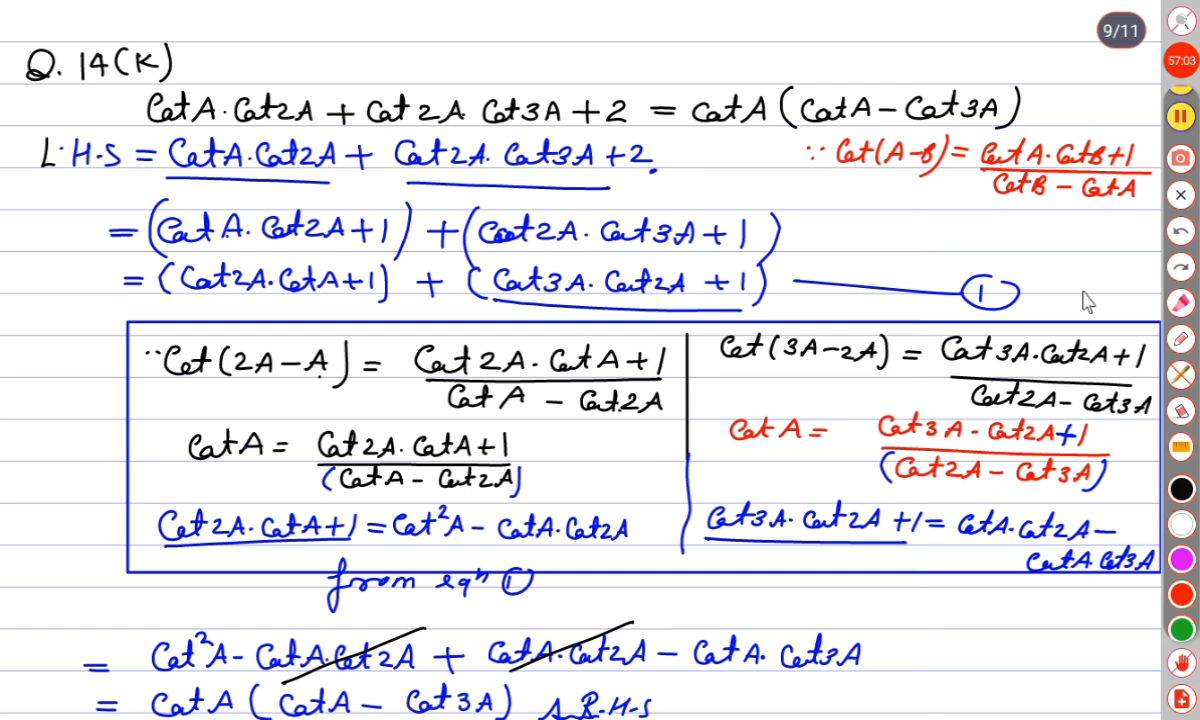 9/11
57:03
Q. 14(K)
CotA.Cot2A + Cot2A Cot3A + 2 = CotA(CotA - Cot3A)
L.H.S = CotA.Cot2A + Cot2A.Cot3A + 2.
∵ Cot(A-B) = CotA.CotB+1 / CotB - CotA
= (CotA.Cot2A+1) + (Cot2A.Cot3A+1)
= (Cot2A.CotA+1) + (Cot3A.Cot2A+1) ——— ①
∵ Cot(2A-A) = Cot2A.CotA+1 / CotA - Cot2A
CotA = Cot2A.CotA+1 / (CotA - Cot2A)
Cot2A.CotA+1 = Cot²A - CotA.Cot2A
Cot(3A-2A) = Cot3A.Cot2A+1 / Cot2A - Cot3A
CotA = Cot3A.Cot2A+1 / (Cot2A - Cot3A)
Cot3A.Cot2A+1 = CotA.Cot2A -
CotA.Cot3A
from eqⁿ ①
= Cot²A - CotA.Cot2A + CotA.Cot2A - CotA.Cot3A
= CotA(CotA - Cot3A) R.H.S